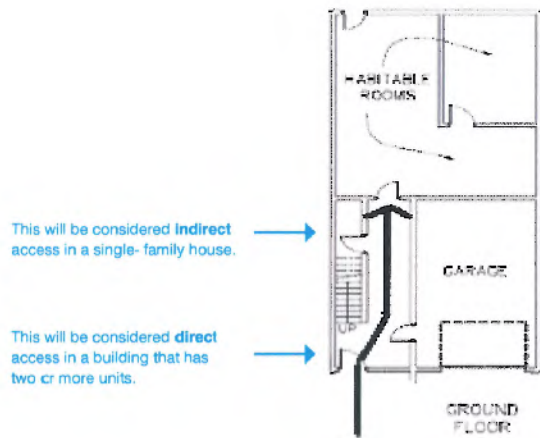 HABITABLE
ROOMS
This will be considered indirect
access in a single- family house.
GARAGE
UP
This will be considered direct
access in a building that has
two or more units.
GROUND
FLOOR